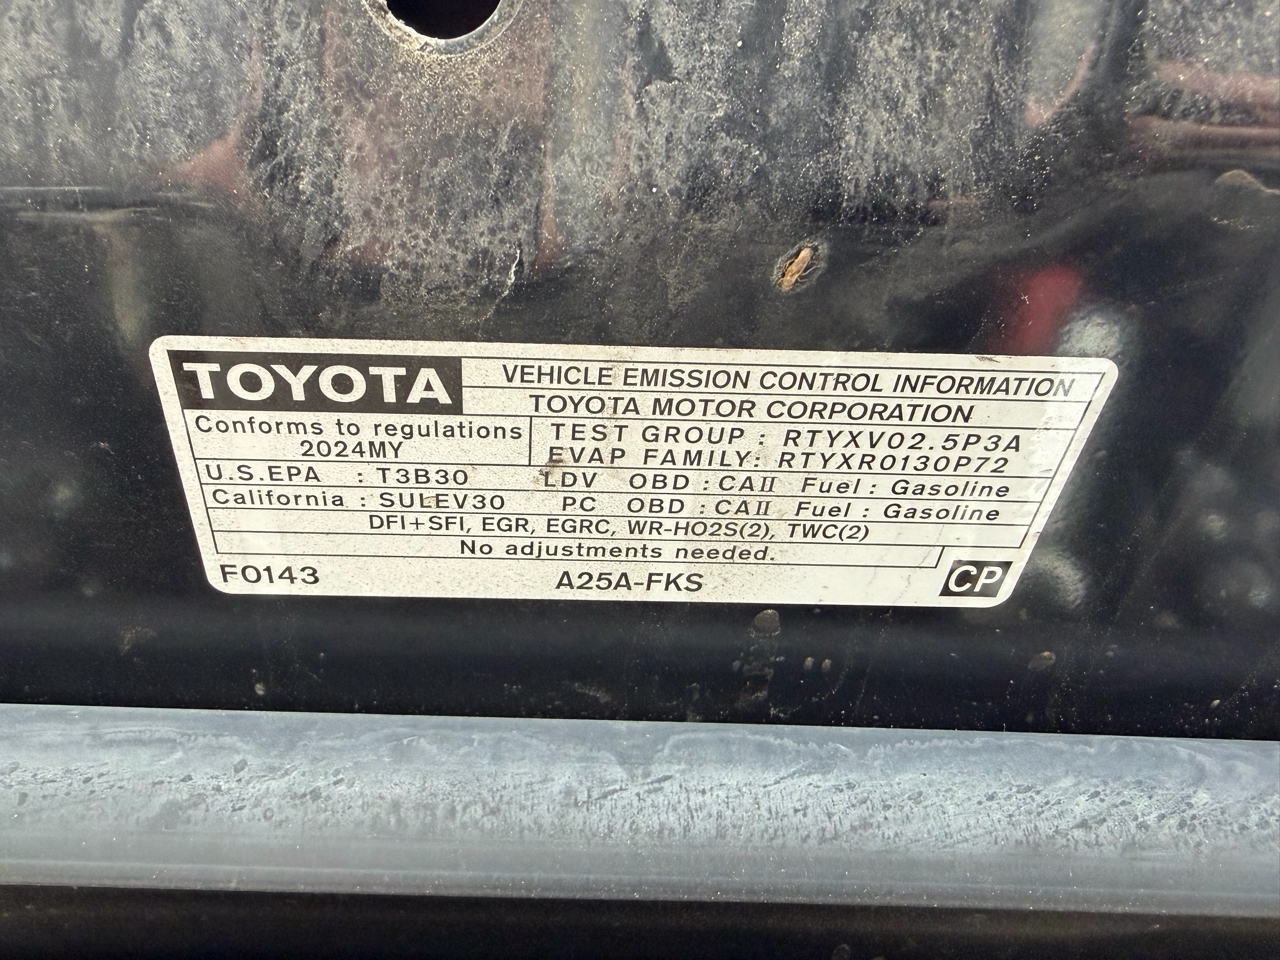 TOYOTA
VEHICLE EMISSION CONTROL INFORMATION
TOYOTA MOTOR CORPORATION
Conforms to regulations
2024MY
TEST GROUP : RTYXV02.5P3A
EVAP FAMILY: RTYXR0130P72
U.S.EPA : T3B30 LDV OBD : CAII Fuel : Gasoline
California : SULEV30 PC OBD : CAII Fuel : Gasoline
DFI+SFI, EGR, EGRC, WR-HO2S(2), TWC(2)
No adjustments needed.
F0143 A25A-FKS CP